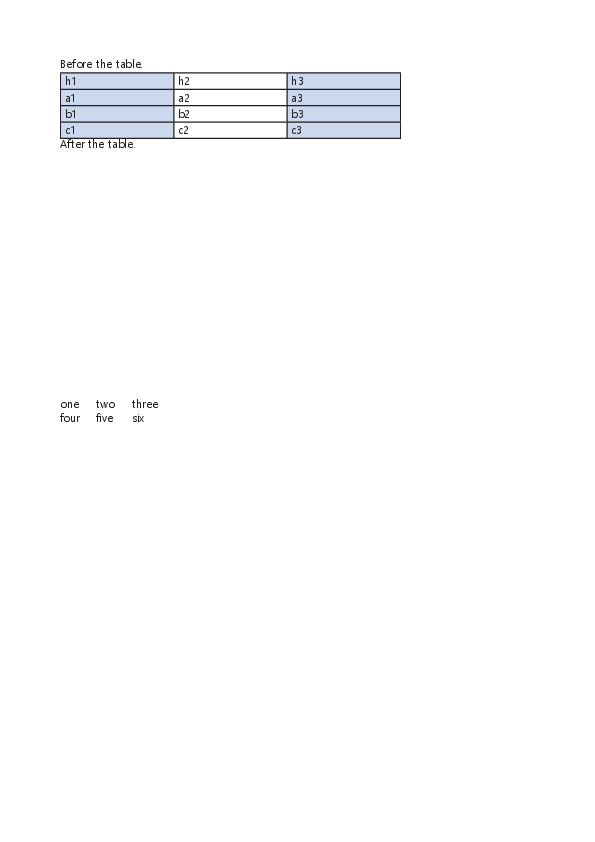 Before the table.
h1 h2 h3
a1 a2 a3
b1 b2 b3
c1 c2 c3
After the table.
one two three
four five six